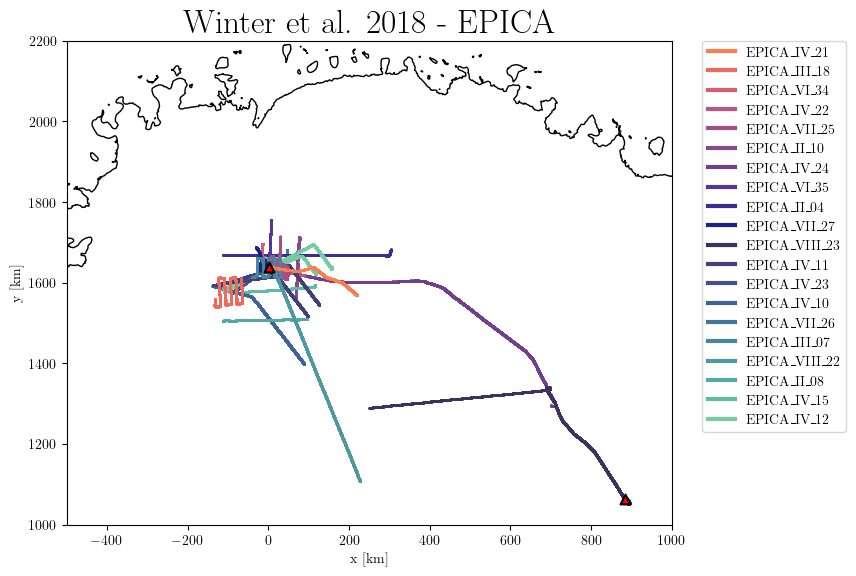 Winter et al. 2018 - EPICA
2200
2000
1800
1600
1400
1200
1000
y [km]
−400
−200
0
200
400
600
800
1000
x [km]
EPICA_IV_21
EPICA_III_18
EPICA_VI_34
EPICA_IV_22
EPICA_VII_25
EPICA_II_10
EPICA_IV_24
EPICA_VI_35
EPICA_II_04
EPICA_VII_27
EPICA_VIII_23
EPICA_IV_11
EPICA_IV_23
EPICA_IV_10
EPICA_VII_26
EPICA_III_07
EPICA_VIII_22
EPICA_II_08
EPICA_IV_15
EPICA_IV_12